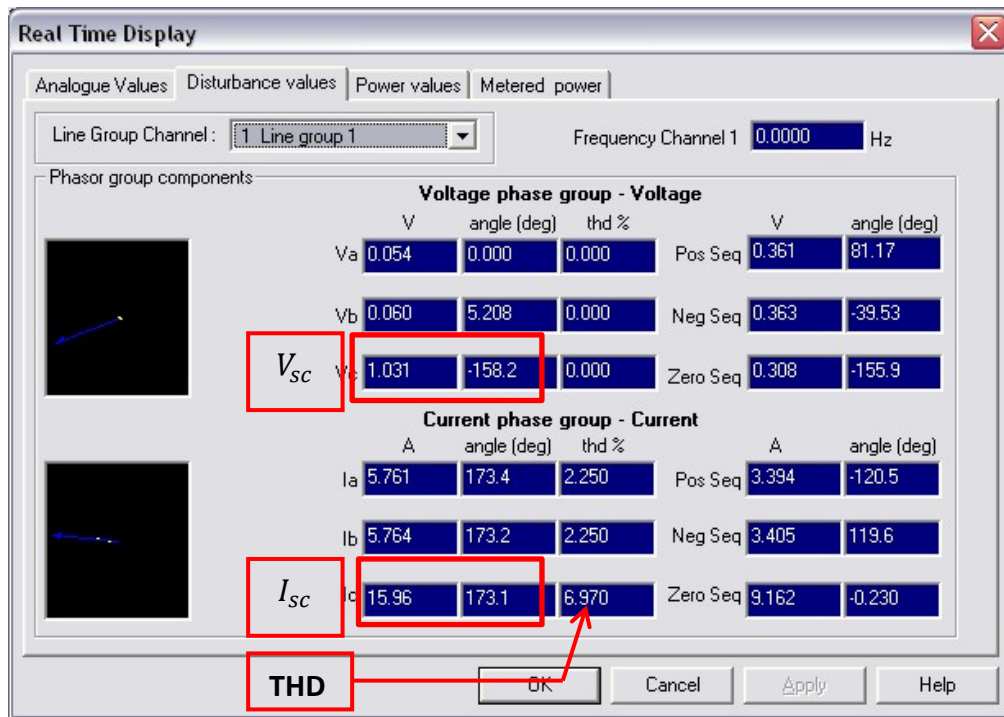 Real Time Display
Analogue Values Disturbance values Power values Metered power
Line Group Channel : 1 Line group 1 Frequency Channel 1 0.0000 Hz
Phasor group components
Voltage phase group - Voltage
V angle (deg) thd % V angle (deg)
Va 0.054 0.000 0.000 Pos Seq 0.361 81.17
Vb 0.060 5.208 0.000 Neg Seq 0.363 -39.53
V_sc Vc 1.031 -158.2 0.000 Zero Seq 0.308 -155.9
Current phase group - Current
A angle (deg) thd % A angle (deg)
Ia 5.761 173.4 2.250 Pos Seq 3.394 -120.5
Ib 5.764 173.2 2.250 Neg Seq 3.405 119.6
I_sc Ic 15.96 173.1 6.970 Zero Seq 9.162 -0.230
THD OK Cancel Apply Help